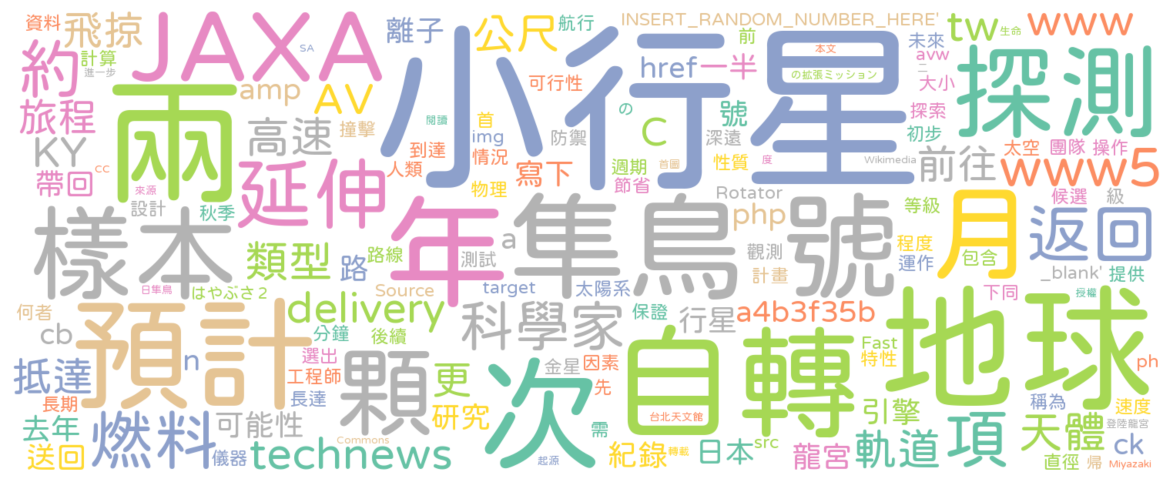 資料 飛掠 JAXA 離子 公尺 航行 INSERT_RANDOM_NUMBER_HERE' 未來 tw 生命 www
計算 進一步 SA 小行星 href 一半 前 本文 avw 二
約 兩 amp AV 可行性 の拡張ミッション 大小 探測
旅程 高速 撞擊 閱讀 首 img 防禦 の C 號 深遠 探索 初步
KY cc 到達 情況 人類 寫下 週期 性質 度 Wikimedia 前往 太空 團隊 操作
帶回 來源 設計 秋季 延伸 物理 節省 首圖 www5 候選 級
樣本 年 隼鳥號 Rotator 等級 月 返回
類型 路 路線 測試 a php 觀測 程度 包含
日隼鳥 はやぶさ２ Source target 太陽系 計畫 運作 _blank' 提供
何者 預計 delivery 科學家 保證 行星 a4b3f35b 下同 授權 地球
cb n 分鐘 後續 自轉 Fast
抵達 選出 工程師 顆 更 次 金星 因素 特性 ph
長期 長達 研究 先 台北天文館 引擎 稱為 速度
去年 燃料 可能性 需 天體 登陸龍宮
送回 儀器 Commons technews 起源 紀錄 轉載 日本 src 龍宮 軌道 項 直徑 帰 ck Miyazaki